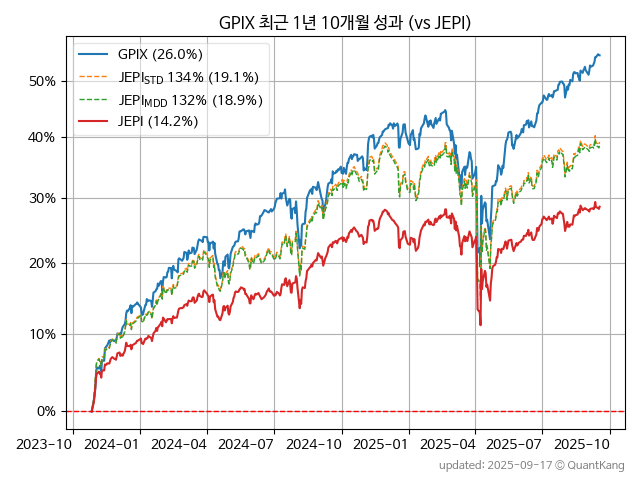 GPIX 최근 1년 10개월 성과 (vs JEPI)
GPIX (26.0%)
JEPI_STD 134% (19.1%)
JEPI_MDD 132% (18.9%)
JEPI (14.2%)
50%
40%
30%
20%
10%
0%
2023-10 2024-01 2024-04 2024-07 2024-10 2025-01 2025-04 2025-07 2025-10
updated: 2025-09-17 © QuantKang